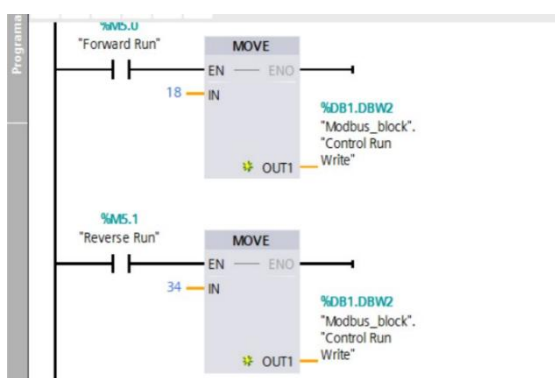 Programa
%M5.0
"Forward Run"
MOVE
EN
ENO
18
IN
%DB1.DBW2
"Modbus_block".
"Control Run
Write"
OUT1
%M5.1
"Reverse Run"
MOVE
EN
ENO
34
IN
%DB1.DBW2
"Modbus_block".
"Control Run
Write"
OUT1